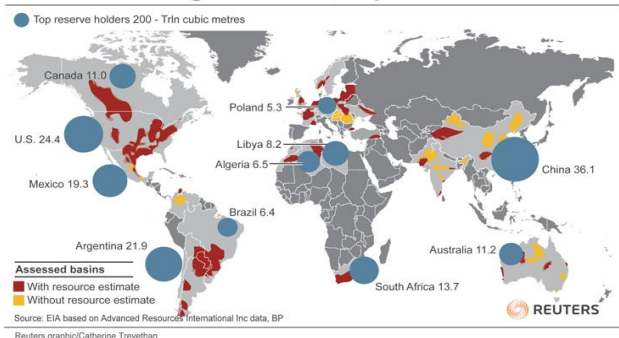 Top reserve holders 200 - Trln cubic metres
Canada 11.0
Poland 5.3
U.S. 24.4
Libya 8.2
Algeria 6.5
China 36.1
Mexico 19.3
Brazil 6.4
Argentina 21.9
Australia 11.2
South Africa 13.7
Assessed basins
With resource estimate
Without resource estimate
REUTERS
Source: EIA based on Advanced Resources International Inc data, BP
Reuters graphic/Catherine Trevethan